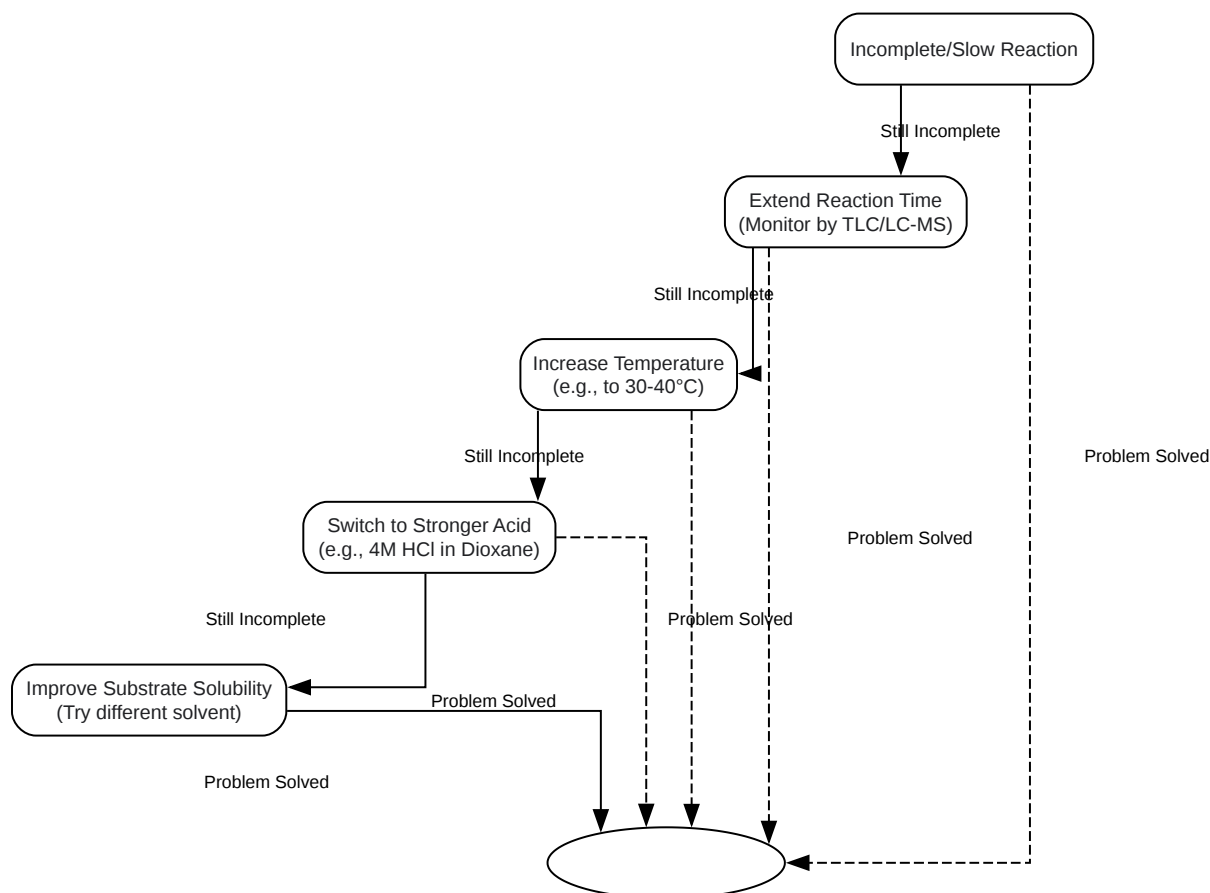 Incomplete/Slow Reaction
Still Incomplete
Extend Reaction Time
(Monitor by TLC/LC-MS)
Still Incomplete
Increase Temperature
(e.g., to 30-40°C)
Still Incomplete
Problem Solved
Switch to Stronger Acid
(e.g., 4M HCl in Dioxane)
Problem Solved
Still Incomplete
Problem Solved
Improve Substrate Solubility
(Try different solvent)
Problem Solved
Problem Solved